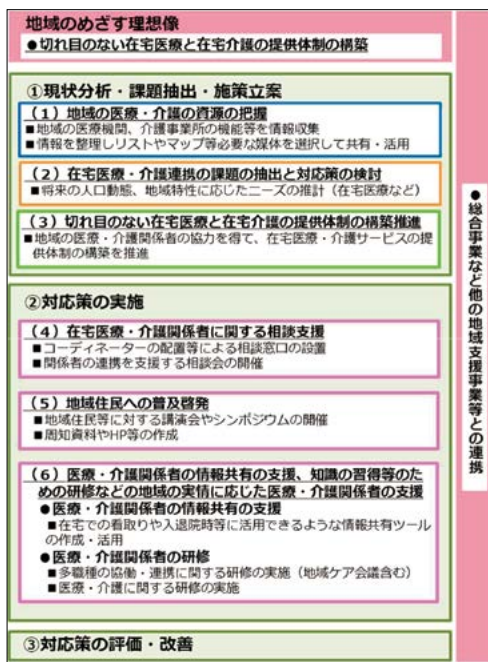 地域のめざす理想像
●切れ目のない在宅医療と在宅介護の提供体制の構築
①現状分析・課題抽出・施策立案
（１）地域の医療・介護の資源の把握
■地域の医療機関、介護事業所の機能等を情報収集
■情報を整理しリストやマップ等必要な媒体を選択して共有・活用
（２）在宅医療・介護連携の課題の抽出と対応策の検討
■将来の人口動態、地域特性に応じたニーズの推計（在宅医療など）
（３）切れ目のない在宅医療と在宅介護の提供体制の構築推進
■地域の医療・介護関係者の協力を得て、在宅医療・介護サービスの提
供体制の構築を推進
②対応策の実施
（４）在宅医療・介護関係者に関する相談支援
■コーディネーターの配置等による相談窓口の設置
■関係者の連携を支援する相談会の開催
（５）地域住民への普及啓発
■地域住民等に対する講演会やシンポジウムの開催
■周知資料やHP等の作成
（６）医療・介護関係者の情報共有の支援、知識の習得等のた
めの研修などの地域の実情に応じた医療・介護関係者の支援
●医療・介護関係者の情報共有の支援
■在宅での看取りや入退院時等に活用できるような情報共有ツール
の作成・活用
●医療・介護関係者の研修
■多職種の協働・連携に関する研修の実施（地域ケア会議含む）
■医療・介護に関する研修の実施
③対応策の評価・改善
●総合事業など他の地域支援事業等との連携